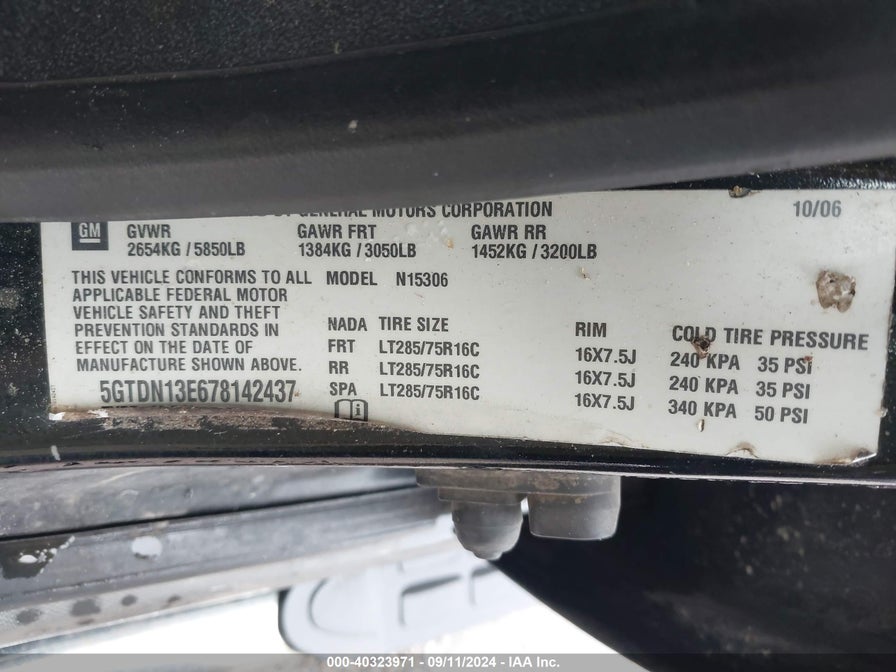 BY GENERAL MOTORS CORPORATION 10/06
GM GVWR GAWR FRT GAWR RR
2654KG / 5850LB 1384KG / 3050LB 1452KG / 3200LB
THIS VEHICLE CONFORMS TO ALL MODEL N15306
APPLICABLE FEDERAL MOTOR
VEHICLE SAFETY AND THEFT
PREVENTION STANDARDS IN
EFFECT ON THE DATE OF
MANUFACTURE SHOWN ABOVE.
5GTDN13E678142437
NADA TIRE SIZE RIM COLD TIRE PRESSURE
FRT LT285/75R16C 16X7.5J 240 KPA 35 PSI
RR LT285/75R16C 16X7.5J 240 KPA 35 PSI
SPA LT285/75R16C 16X7.5J 340 KPA 50 PSI
000-40323971 - 09/11/2024 - IAA Inc.